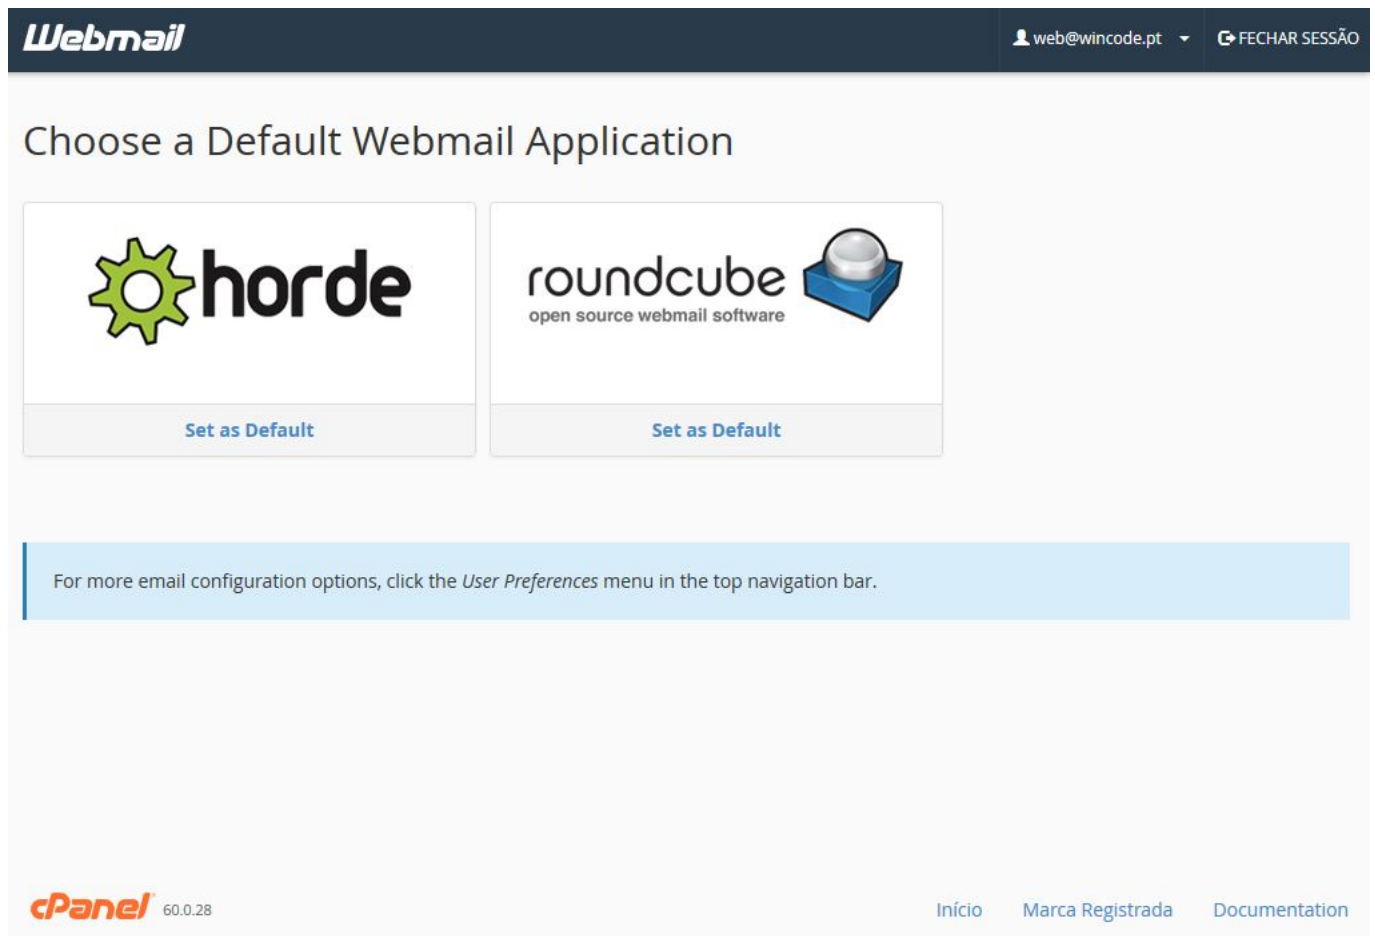 Webmail
web@wincode.pt
FECHAR SESSÃO
Choose a Default Webmail Application
horde
roundcube
open source webmail software
Set as Default
Set as Default
For more email configuration options, click the User Preferences menu in the top navigation bar.
cPanel 60.0.28
Início
Marca Registrada
Documentation